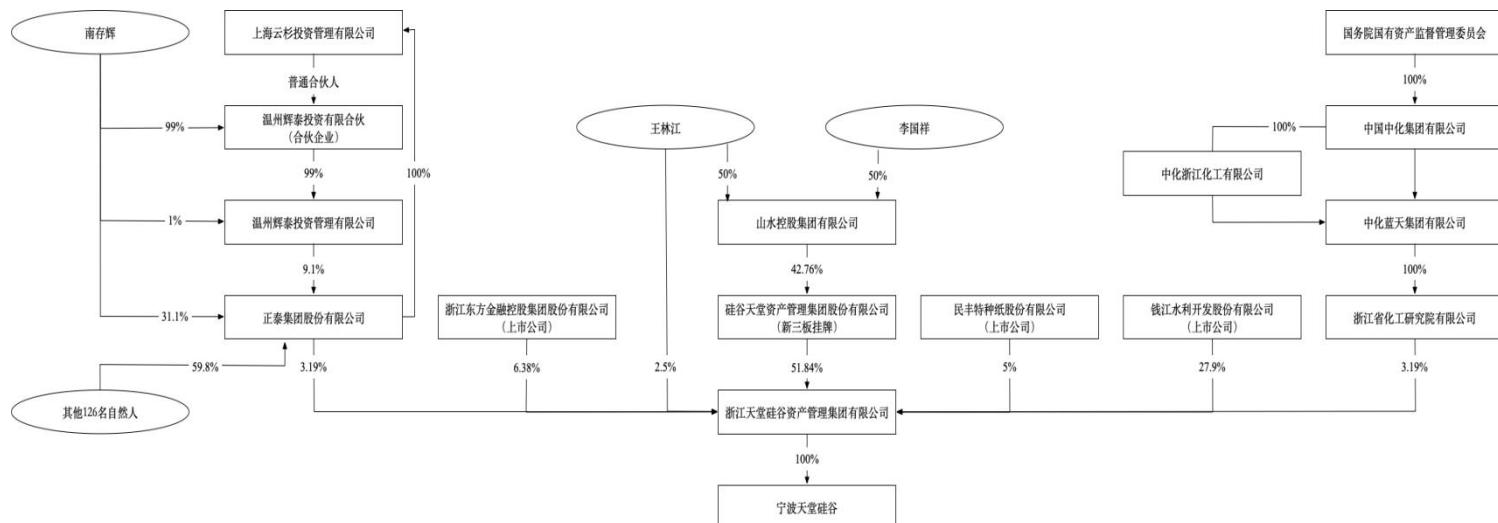 南存辉
上海云杉投资管理有限公司
国务院国有资产监督管理委员会
普通合伙人
100%
99%
温州辉泰投资有限合伙
(合伙企业)
王林江
李国祥
100%
中国中化集团有限公司
99%
100%
50%
50%
中化浙江化工有限公司
1%
温州辉泰投资管理有限公司
山水控股集团有限公司
中化蓝天集团有限公司
9.1%
42.76%
100%
31.1%
正泰集团股份有限公司
浙江东方金融控股集团股份有限公司
(上市公司)
硅谷天堂资产管理集团股份有限公司
(新三板挂牌)
民丰特种纸股份有限公司
(上市公司)
钱江水利开发股份有限公司
(上市公司)
浙江省化工研究院有限公司
59.8%
3.19%
6.38%
2.5%
51.84%
5%
27.9%
3.19%
其他126名自然人
浙江天堂硅谷资产管理集团有限公司
100%
宁波天堂硅谷